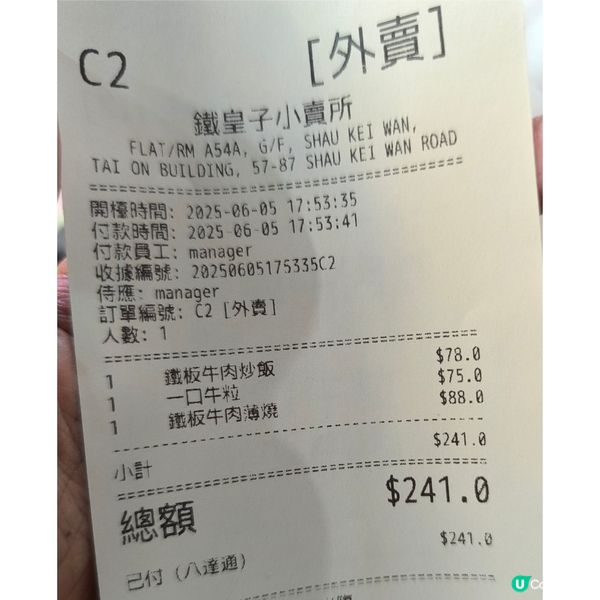 C2 [外賣]
鐵皇子小賣所
FLAT/RM A54A, G/F, SHAU KEI WAN,
TAI ON BUILDING, 57-87 SHAU KEI WAN ROAD
開檯時間: 2025-06-05 17:53:35
付款時間: 2025-06-05 17:53:41
付款員工: manager
收據編號: 20250605175335C2
侍應: manager
訂單編號: C2 [外賣]
人數: 1
1 鐵板牛肉炒飯 $78.0
1 一口牛粒 $75.0
1 鐵板牛肉薄燒 $88.0
小計 $241.0
總額 $241.0
已付 (八達通) $241.0